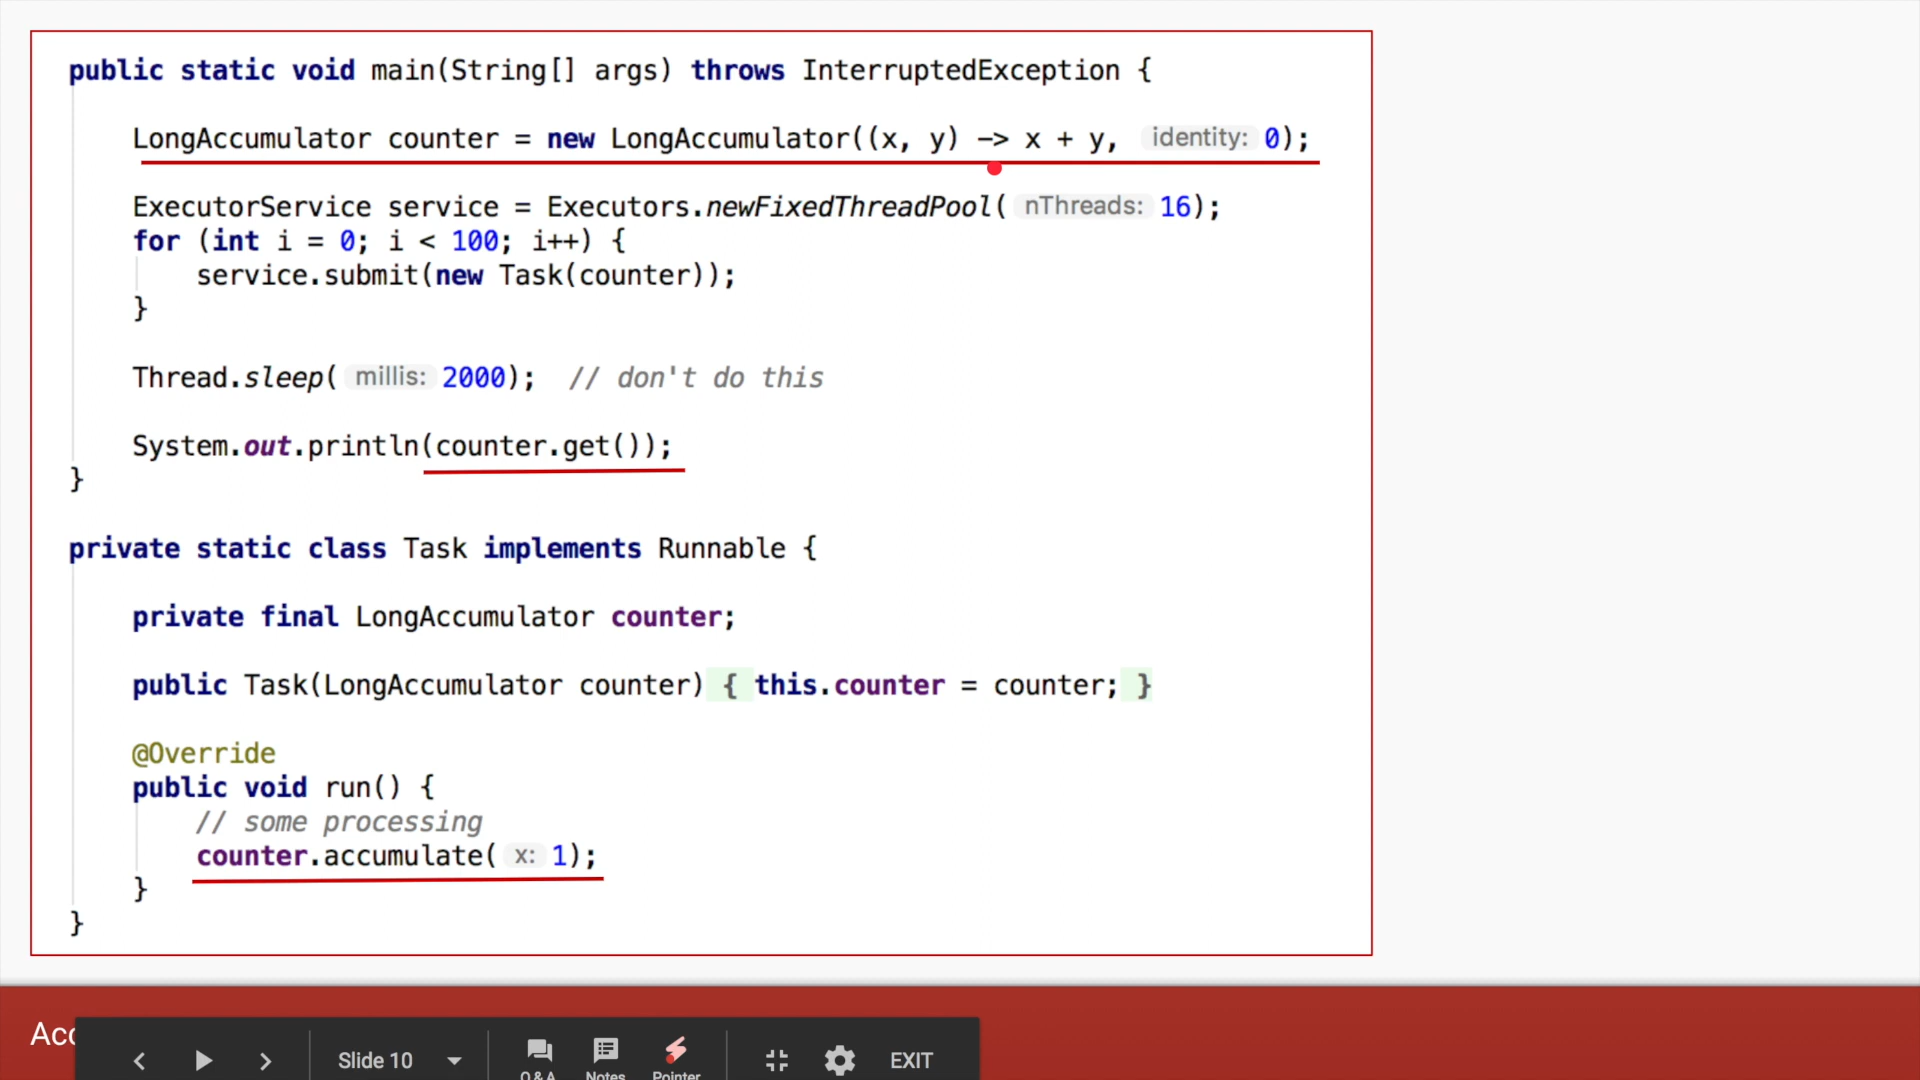 public static void main(String[] args) throws InterruptedException {
LongAccumulator counter = new LongAccumulator((x, y) -> x + y, identity: 0);
ExecutorService service = Executors.newFixedThreadPool( nThreads: 16);
for (int i = 0; i < 100; i++) {
service.submit(new Task(counter));
}
Thread.sleep( millis: 2000); // don't do this
System.out.println(counter.get());
}
private static class Task implements Runnable {
private final LongAccumulator counter;
public Task(LongAccumulator counter) { this.counter = counter; }
@Override
public void run() {
// some processing
counter.accumulate( x: 1);
}
}
Slide 10
Q & A
Notes
Pointer
EXIT